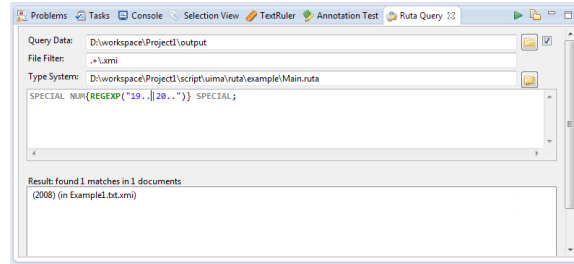 Problems Tasks Console Selection View TextRuler Annotation Test Ruta Query
Query Data: D:\workspace\Project1\output
File Filter: .+\.xmi
Type System: D:\workspace\Project1\script\uima\ruta\example\Main.ruta
SPECIAL NUM{REGEXP("19..|20..")} SPECIAL;
Result: found 1 matches in 1 documents
(2008) (in Example1.txt.xmi)